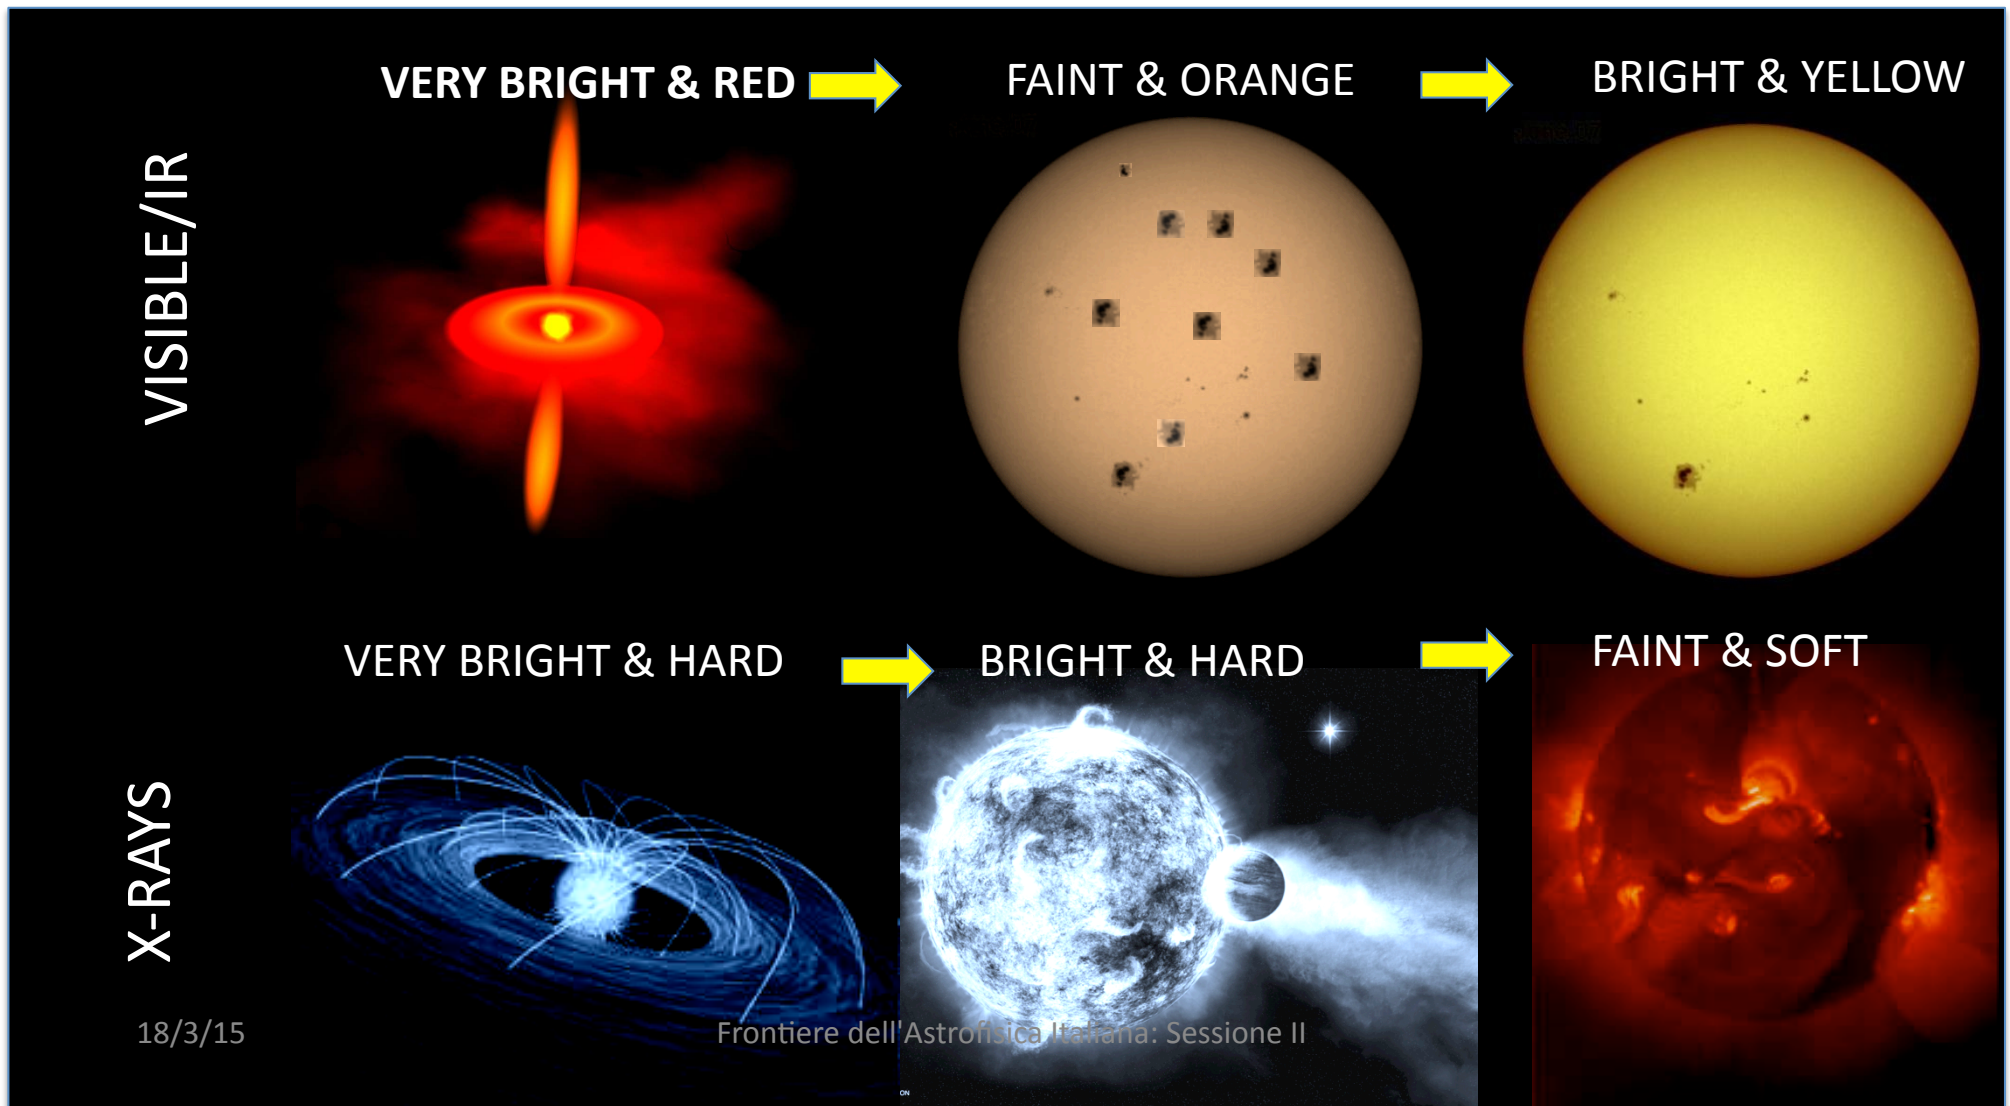 VERY BRIGHT & RED
FAINT & ORANGE
BRIGHT & YELLOW
VISIBLE/IR
VERY BRIGHT & HARD
BRIGHT & HARD
FAINT & SOFT
X-RAYS
18/3/15
Frontiere dell'Astrofisica Italiana: Sessione II